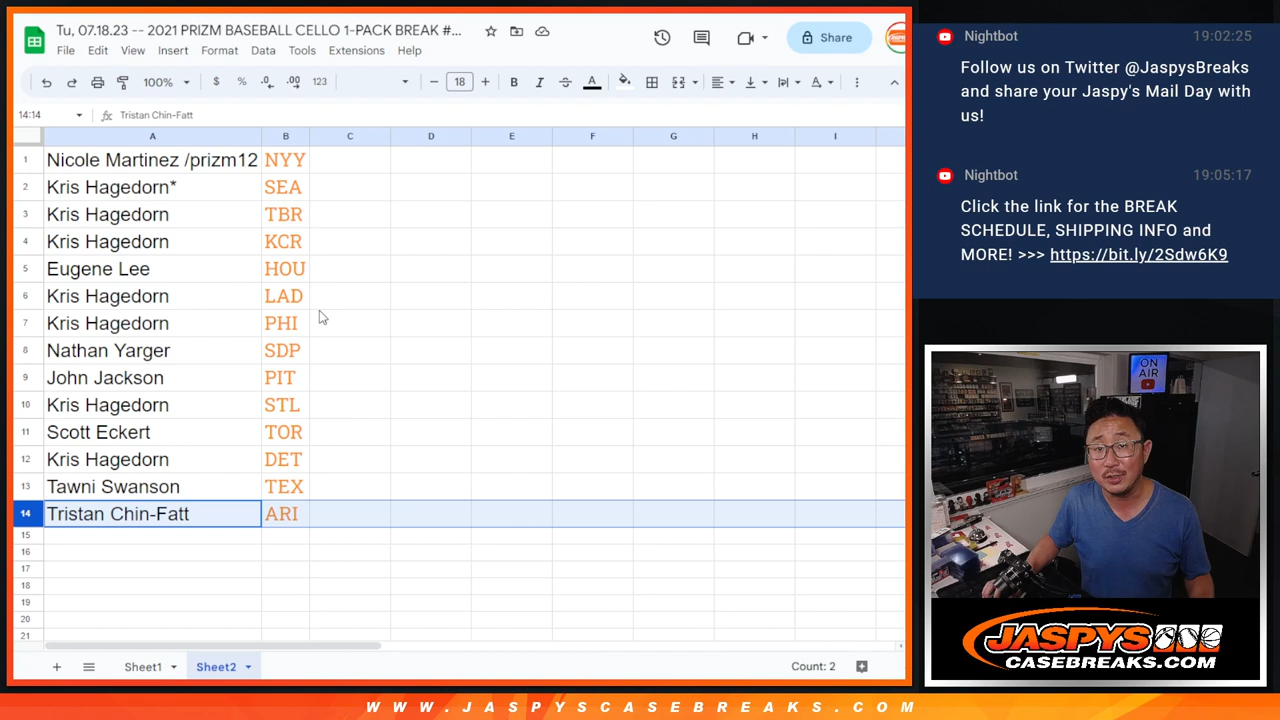 Tu, 07.18.23 -- 2021 PRIZM BASEBALL CELLO 1-PACK BREAK #...
File Edit View Insert Format Data Tools Extensions Help
Share
100% $ % .0 .00 123 18 B I A
14:14 fx Tristan Chin-Fatt
A B C D E F G H I
1 Nicole Martinez /prizm12 NYY
2 Kris Hagedorn* SEA
3 Kris Hagedorn TBR
4 Kris Hagedorn KCR
5 Eugene Lee HOU
6 Kris Hagedorn LAD
7 Kris Hagedorn PHI
8 Nathan Yarger SDP
9 John Jackson PIT
10 Kris Hagedorn STL
11 Scott Eckert TOR
12 Kris Hagedorn DET
13 Tawni Swanson TEX
14 Tristan Chin-Fatt ARI
15
16
17
18
19
20
21
Sheet1 Sheet2 Count: 2
Nightbot 19:02:25
Follow us on Twitter @JaspysBreaks
and share your Jaspy's Mail Day with
us!
Nightbot 19:05:17
Click the link for the BREAK
SCHEDULE, SHIPPING INFO and
MORE! >>> https://bit.ly/2Sdw6K9
ON
AIR
JASPYS
CASEBREAKS.COM
WWW.JASPYSCASEBREAKS.COM